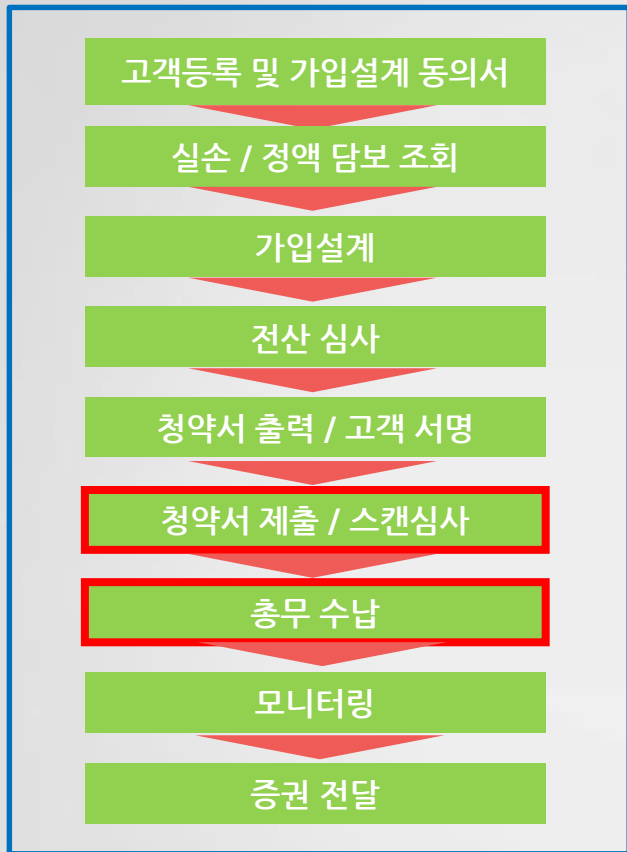 고객등록 및 가입설계 동의서
실손 / 정액 담보 조회
가입설계
전산 심사
청약서 출력 / 고객 서명
청약서 제출 / 스캔심사
총무 수납
모니터링
증권 전달